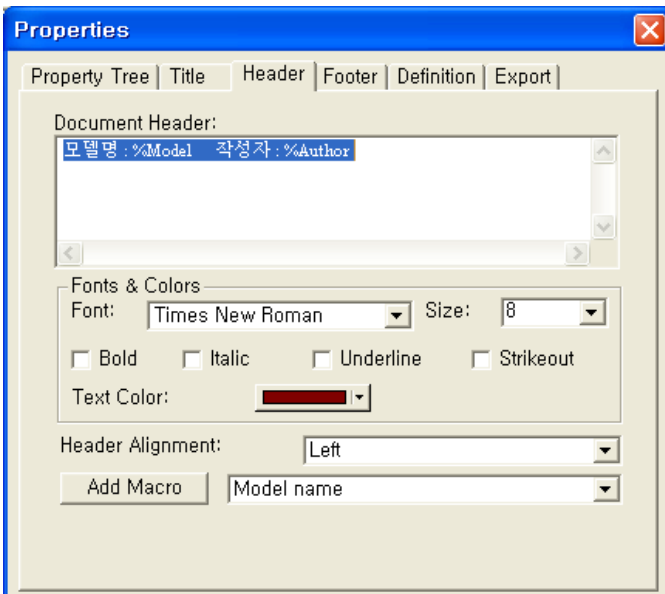 Properties
Property Tree Title Header Footer Definition Export
Document Header:
모델명 : %Model 작성자 : %Author
Fonts & Colors
Font: Times New Roman Size: 8
Bold Italic Underline Strikeout
Text Color:
Header Alignment: Left
Add Macro Model name